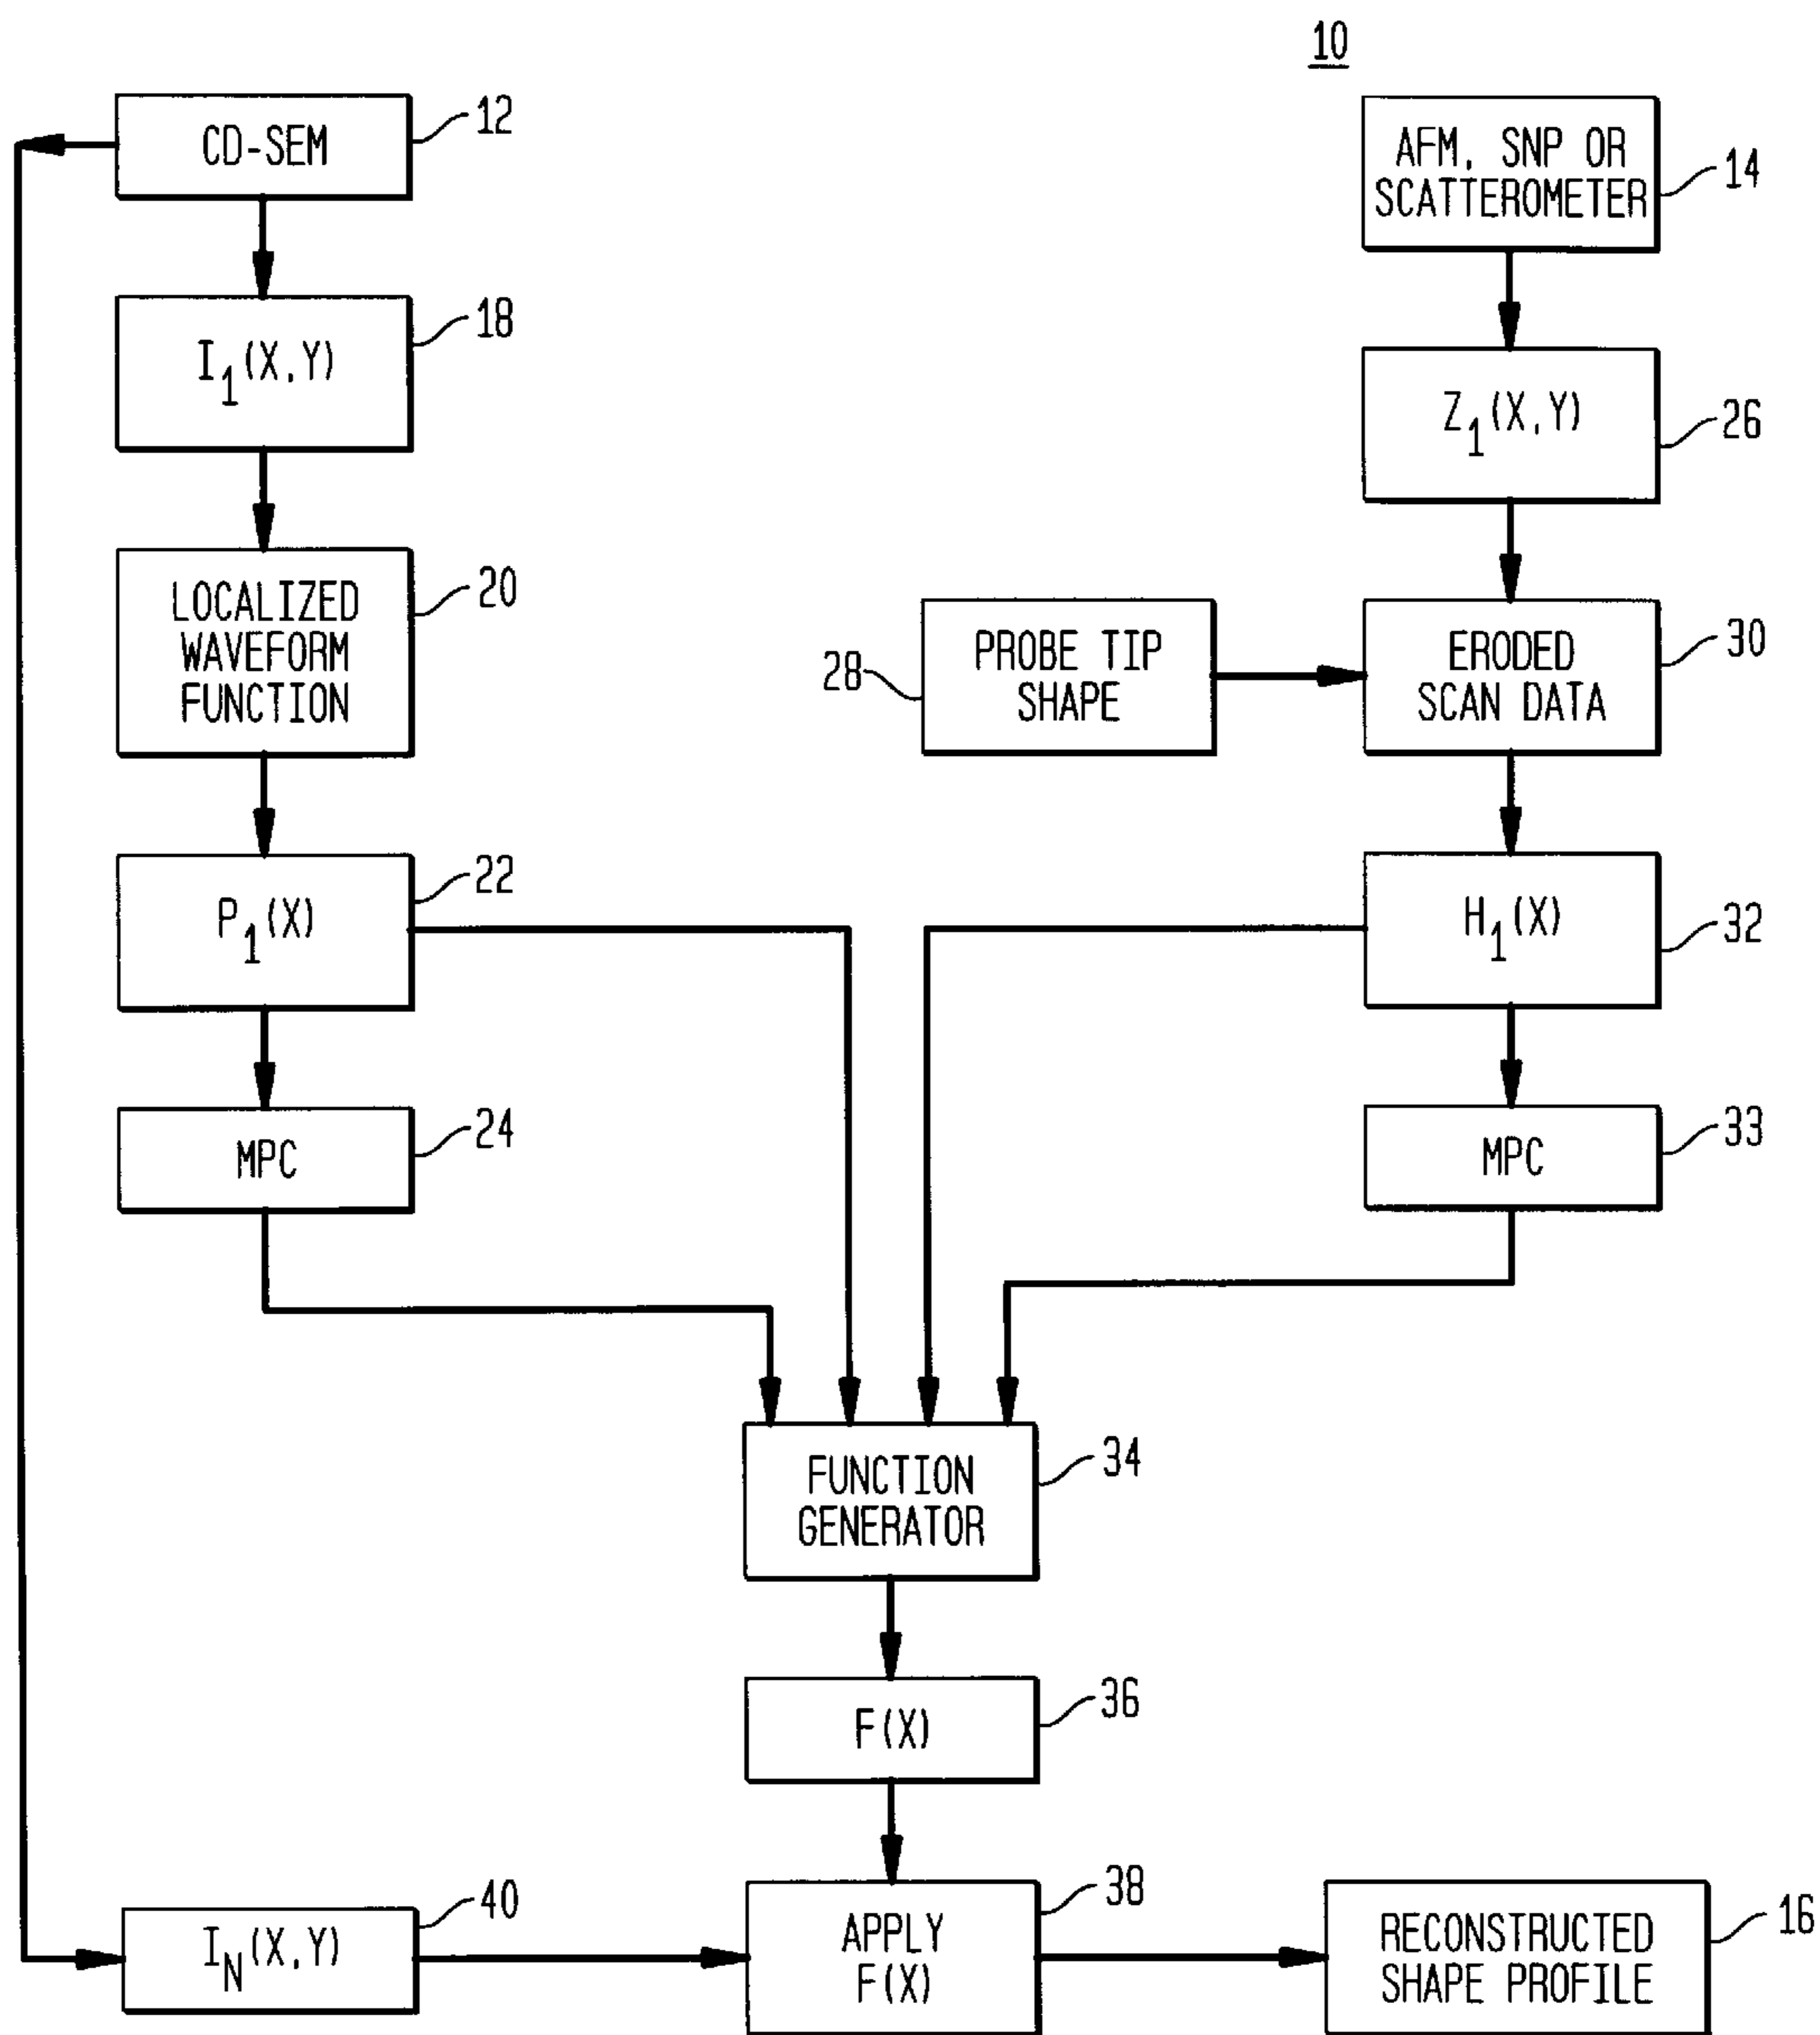 10
CD-SEM
12
AFM, SNP OR
SCATTEROMETER
14
I1(X,Y)
18
Z1(X,Y)
26
LOCALIZED
WAVEFORM
FUNCTION
20
28
PROBE TIP
SHAPE
ERODED
SCAN DATA
30
P1(X)
22
H1(X)
32
MPC
24
MPC
33
FUNCTION
GENERATOR
34
F(X)
36
IN(X,Y)
40
APPLY
F(X)
38
RECONSTRUCTED
SHAPE PROFILE
16